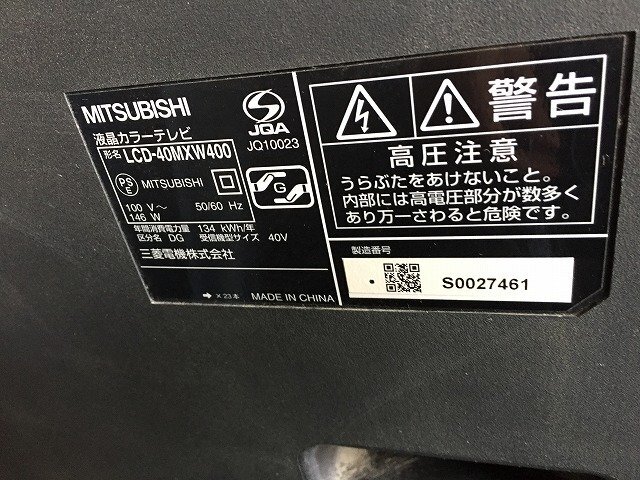 MITSUBISHI
液晶カラーテレビ
形名 LCD-40MXW400
PS
E
MITSUBISHI
100 V～ 50/60 Hz
146 W
年間消費電力量 134 kWh/年
区分名 DG 受信機型サイズ 40V
三菱電機株式会社
→ X23本 MADE IN CHINA
JQA
JQ10023
G
警告
高圧注意
うらぶたをあけないこと。
内部には高電圧部分が数多く
あり万一さわると危険です。
製造番号
S0027461